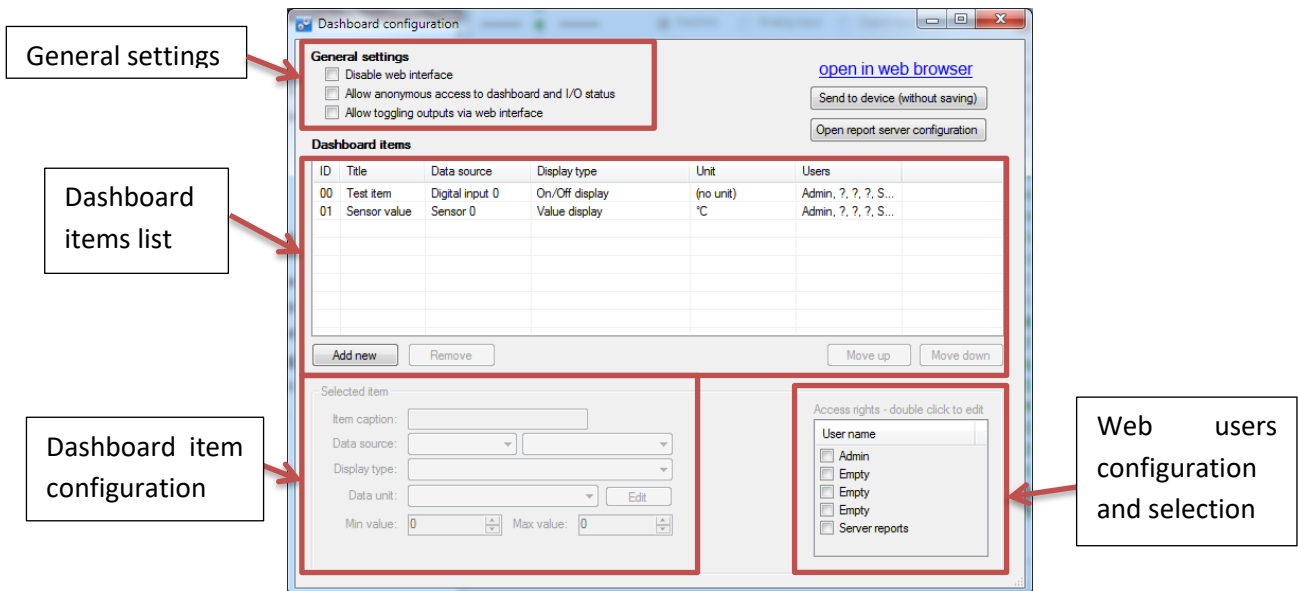 Dashboard configuration
General settings
General settings
Disable web interface
Allow anonymous access to dashboard and I/O status
Allow toggling outputs via web interface
open in web browser
Send to device (without saving)
Open report server configuration
Dashboard items
ID Title Data source Display type Unit Users
00 Test item Digital input 0 On/Off display (no unit) Admin, ?, ?, ?, S...
01 Sensor value Sensor 0 Value display °C Admin, ?, ?, ?, S...
Dashboard
items list
Add new Remove Move up Move down
Selected item
Item caption:
Data source:
Display type:
Data unit: Edit
Min value: 0 Max value: 0
Dashboard item
configuration
Access rights - double click to edit
User name
Admin
Empty
Empty
Empty
Server reports
Web users
configuration
and selection